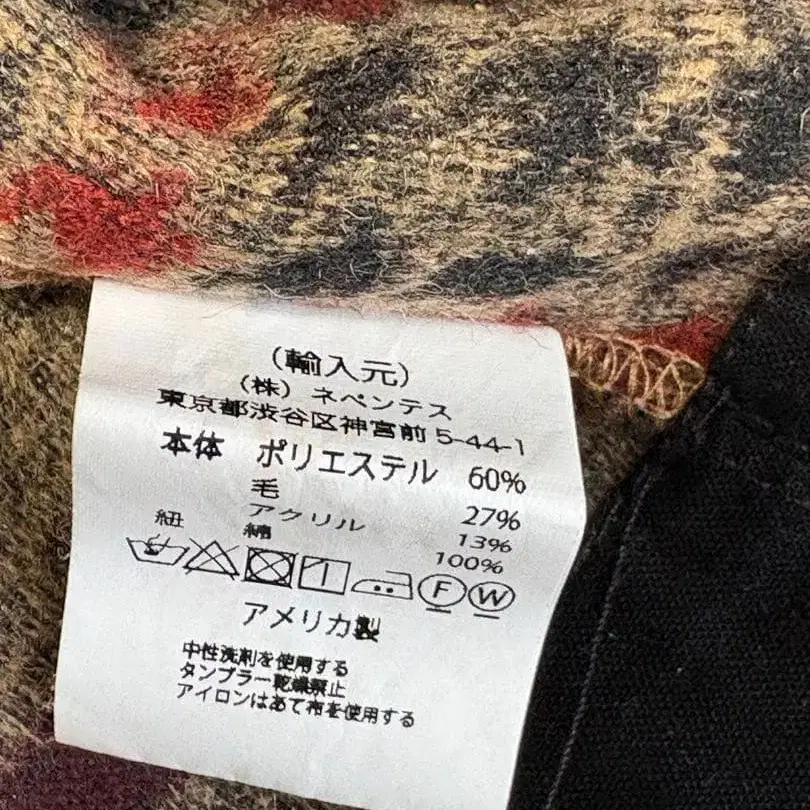 (輸入元)
(株) ネペンテス
東京都渋谷区神宮前 5-44-1
本体 ポリエステル 60%
毛 27%
アクリル 13%
紐 綿 100%
F W
アメリカ製
中性洗剤を使用する
タンブラー乾燥禁止
アイロンはあて布を使用する